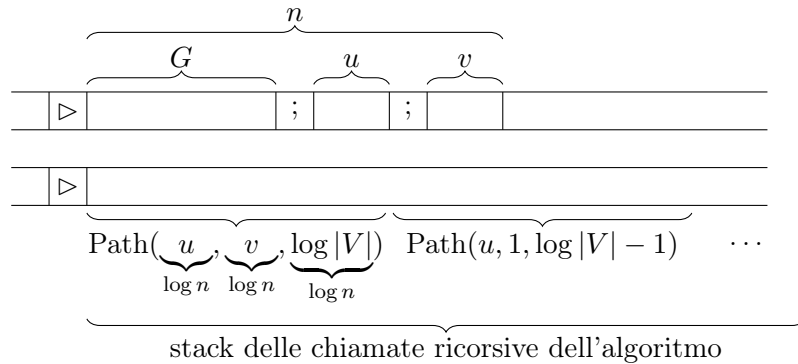 n
G u v
▷ ; ;
▷
Path(u, v, log |V|) Path(u, 1, log |V| − 1) ⋯
log n log n log n
stack delle chiamate ricorsive dell'algoritmo